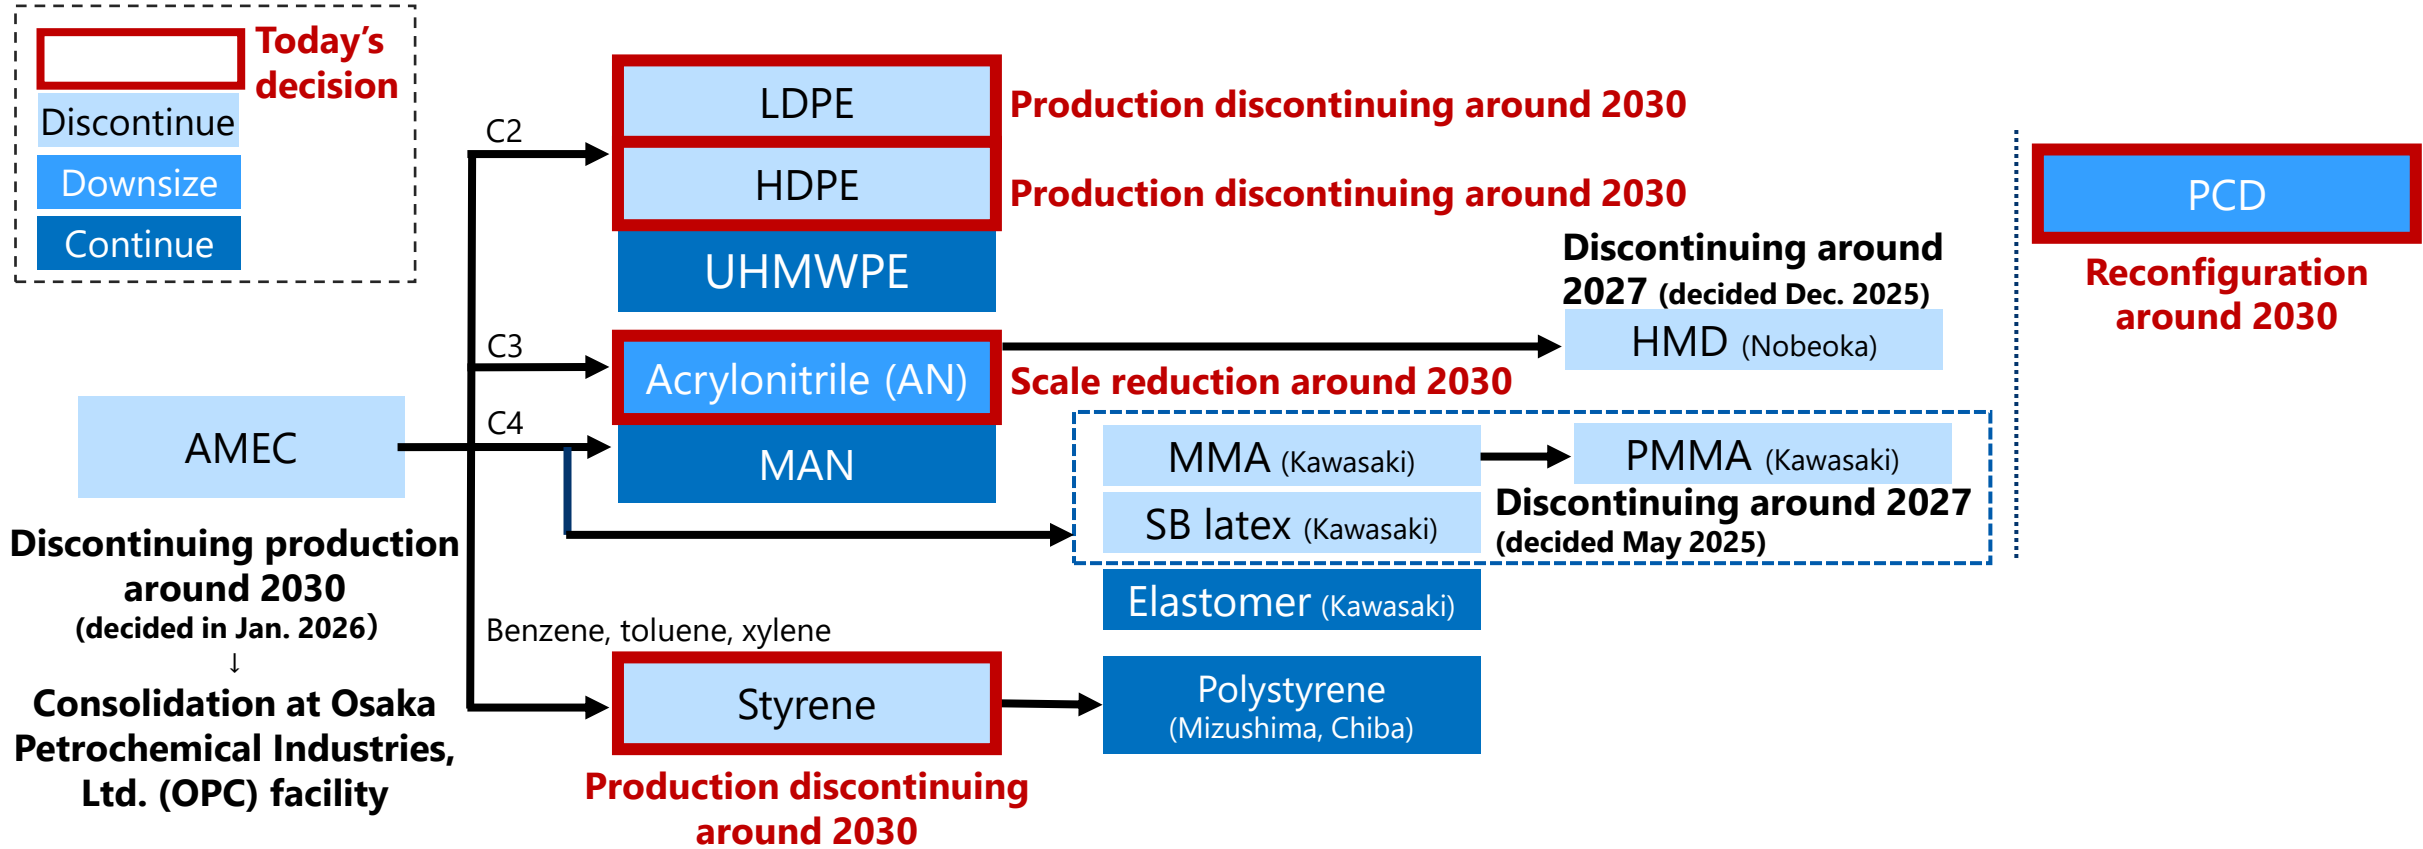 Today’s
decision
Discontinue
Downsize
Continue
AMEC
Discontinuing production
around 2030
(decided in Jan. 2026）
↓
Consolidation at Osaka
Petrochemical Industries,
Ltd. (OPC) facility
C2
LDPE
Production discontinuing around 2030
HDPE
Production discontinuing around 2030
UHMWPE
C3
Acrylonitrile (AN)
Scale reduction around 2030
Discontinuing around
2027 (decided Dec. 2025)
HMD (Nobeoka)
C4
MAN
MMA (Kawasaki)
PMMA (Kawasaki)
SB latex (Kawasaki)
Discontinuing around 2027
(decided May 2025)
Elastomer (Kawasaki)
Benzene, toluene, xylene
Styrene
Production discontinuing
around 2030
Polystyrene
(Mizushima, Chiba)
PCD
Reconfiguration
around 2030